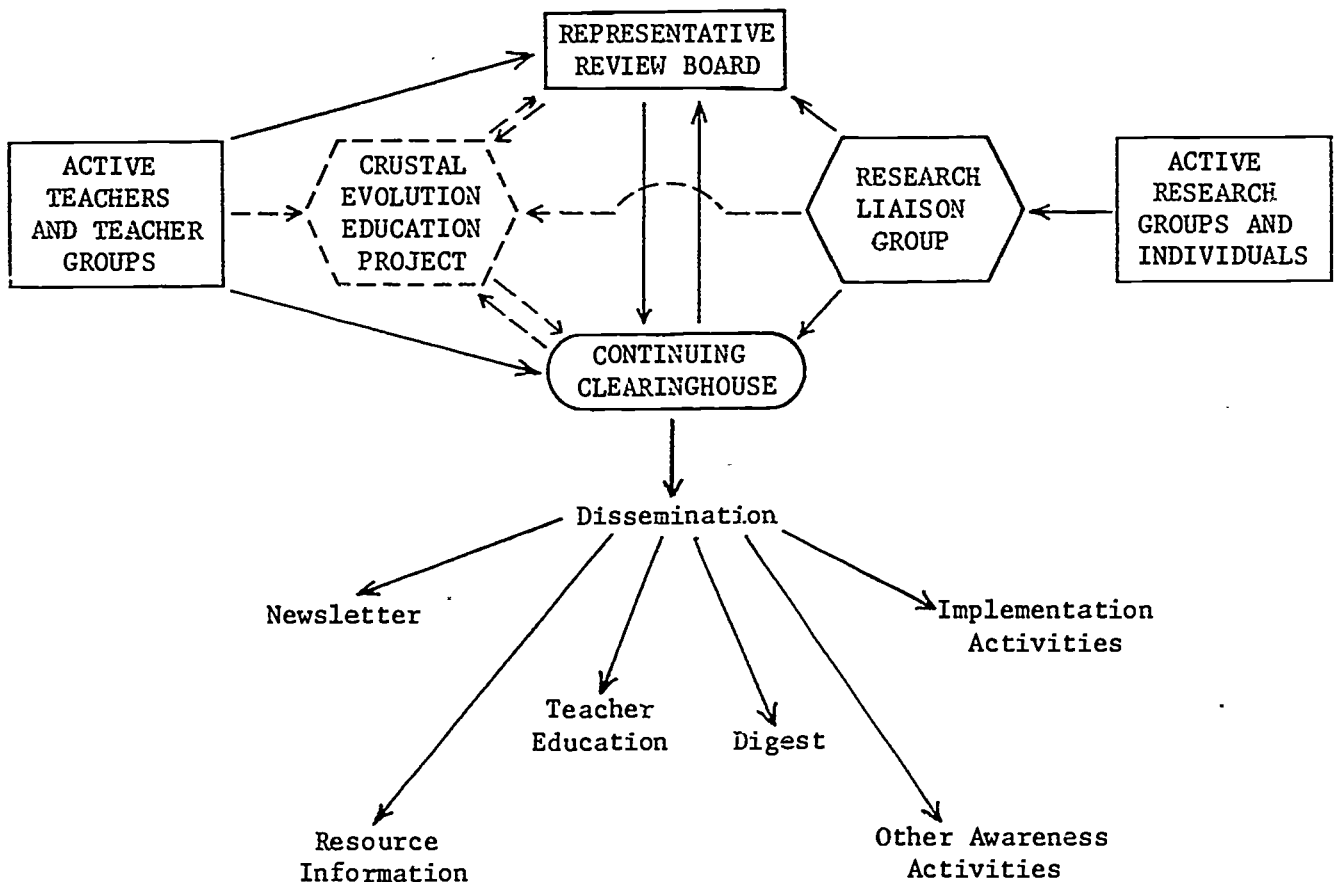 REPRESENTATIVE
REVIEW BOARD
ACTIVE
TEACHERS
AND TEACHER
GROUPS
CRUSTAL
EVOLUTION
EDUCATION
PROJECT
RESEARCH
LIAISON
GROUP
ACTIVE
RESEARCH
GROUPS AND
INDIVIDUALS
CONTINUING
CLEARINGHOUSE
Dissemination
Newsletter
Implementation
Activities
Teacher
Education
Digest
Resource
Information
Other Awareness
Activities